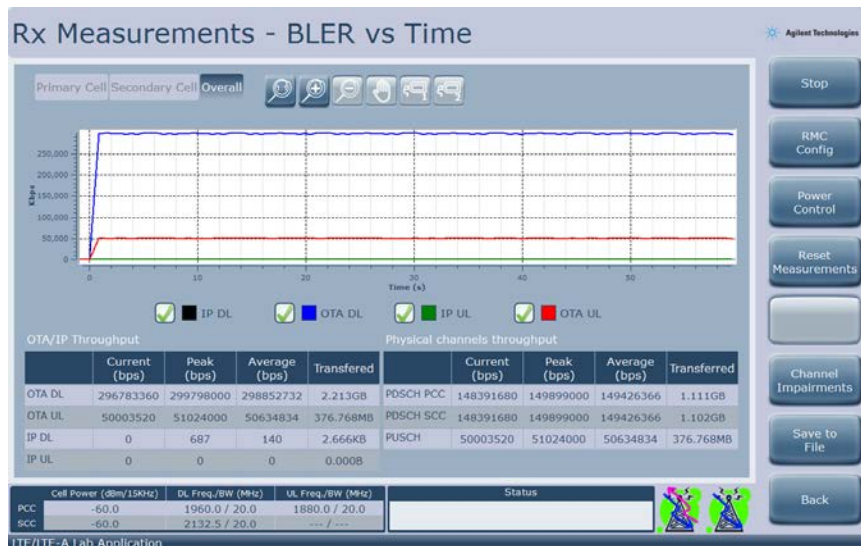 Rx Measurements - BLER vs Time
Agilent Technologies
Primary Cell Secondary Cell Overall
250,000
200,000
150,000
100,000
50,000
0
Kbps
0 10 20 30 40 50
Time (s)
IP DL OTA DL IP UL OTA UL
OTA/IP Throughput
Current (bps) Peak (bps) Average (bps) Transfered
OTA DL 296783360 299798000 298852732 2.213GB
OTA UL 50003520 51024000 50634834 376.768MB
IP DL 0 687 140 2.666KB
IP UL 0 0 0 0.000B
Physical channels throughput
Current (bps) Peak (bps) Average (bps) Transferred
PDSCH PCC 148391680 149899000 149426366 1.111GB
PDSCH SCC 148391680 149899000 149426366 1.102GB
PUSCH 50003520 51024000 50634834 376.768MB
Cell Power (dBm/15KHz) DL Freq./BW (MHz) UL Freq./BW (MHz) Status
PCC -60.0 1960.0 / 20.0 1880.0 / 20.0
SCC -60.0 2132.5 / 20.0 --- / ---
LTE/LTE-A Lab Application
Stop
RMC
Config
Power
Control
Reset
Measurements
Channel
Impairments
Save to
File
Back